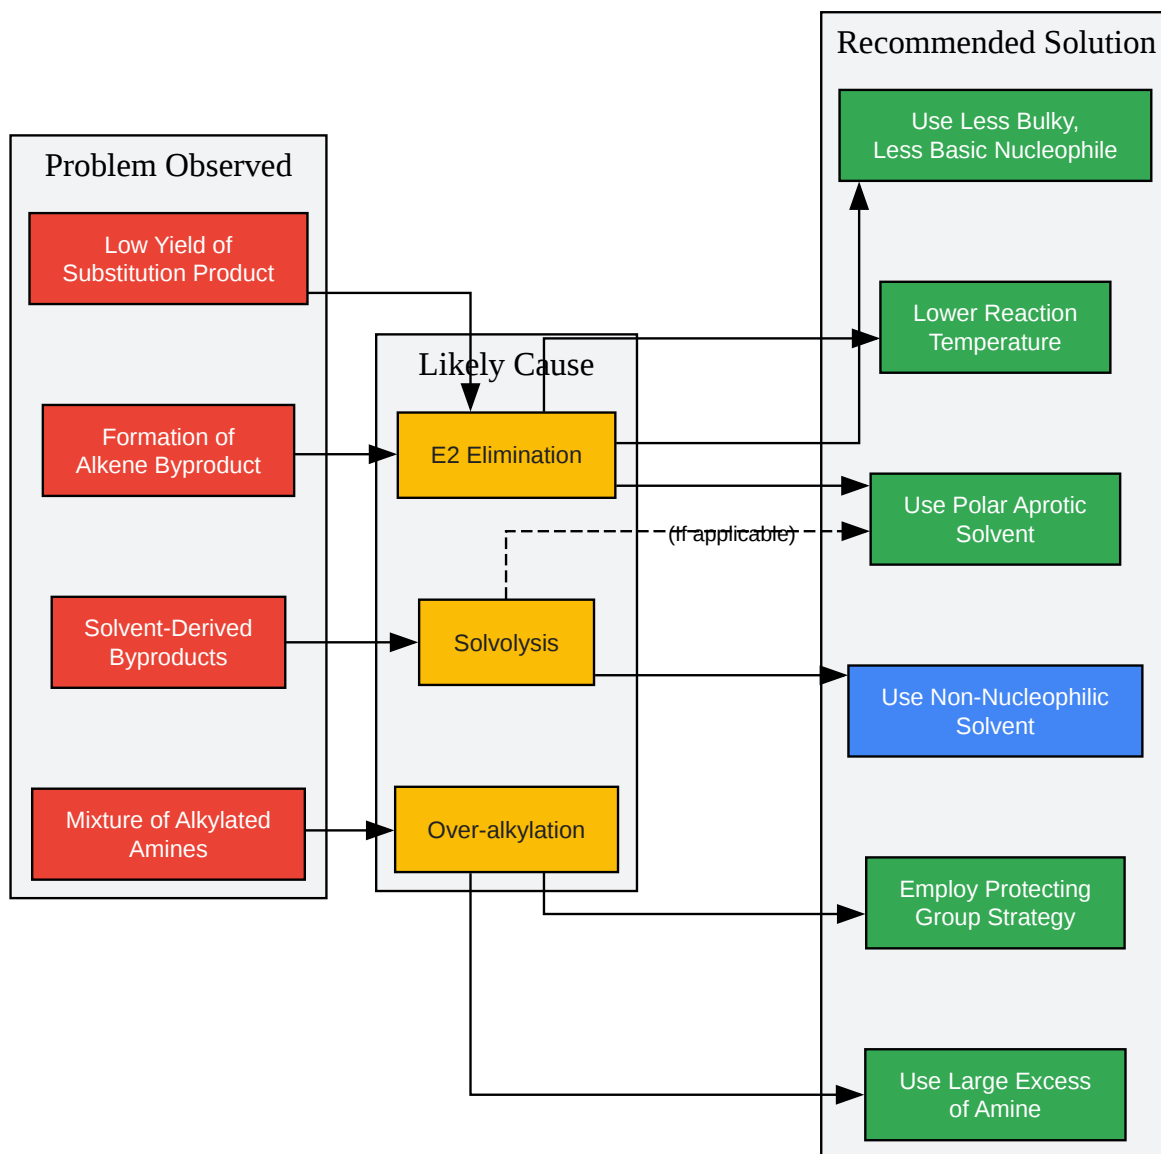 Problem Observed
Low Yield of
Substitution Product
Formation of
Alkene Byproduct
Solvent-Derived
Byproducts
Mixture of Alkylated
Amines
Likely Cause
E2 Elimination
Solvolysis
Over-alkylation
(If applicable)
Recommended Solution
Use Less Bulky,
Less Basic Nucleophile
Lower Reaction
Temperature
Use Polar Aprotic
Solvent
Use Non-Nucleophilic
Solvent
Employ Protecting
Group Strategy
Use Large Excess
of Amine